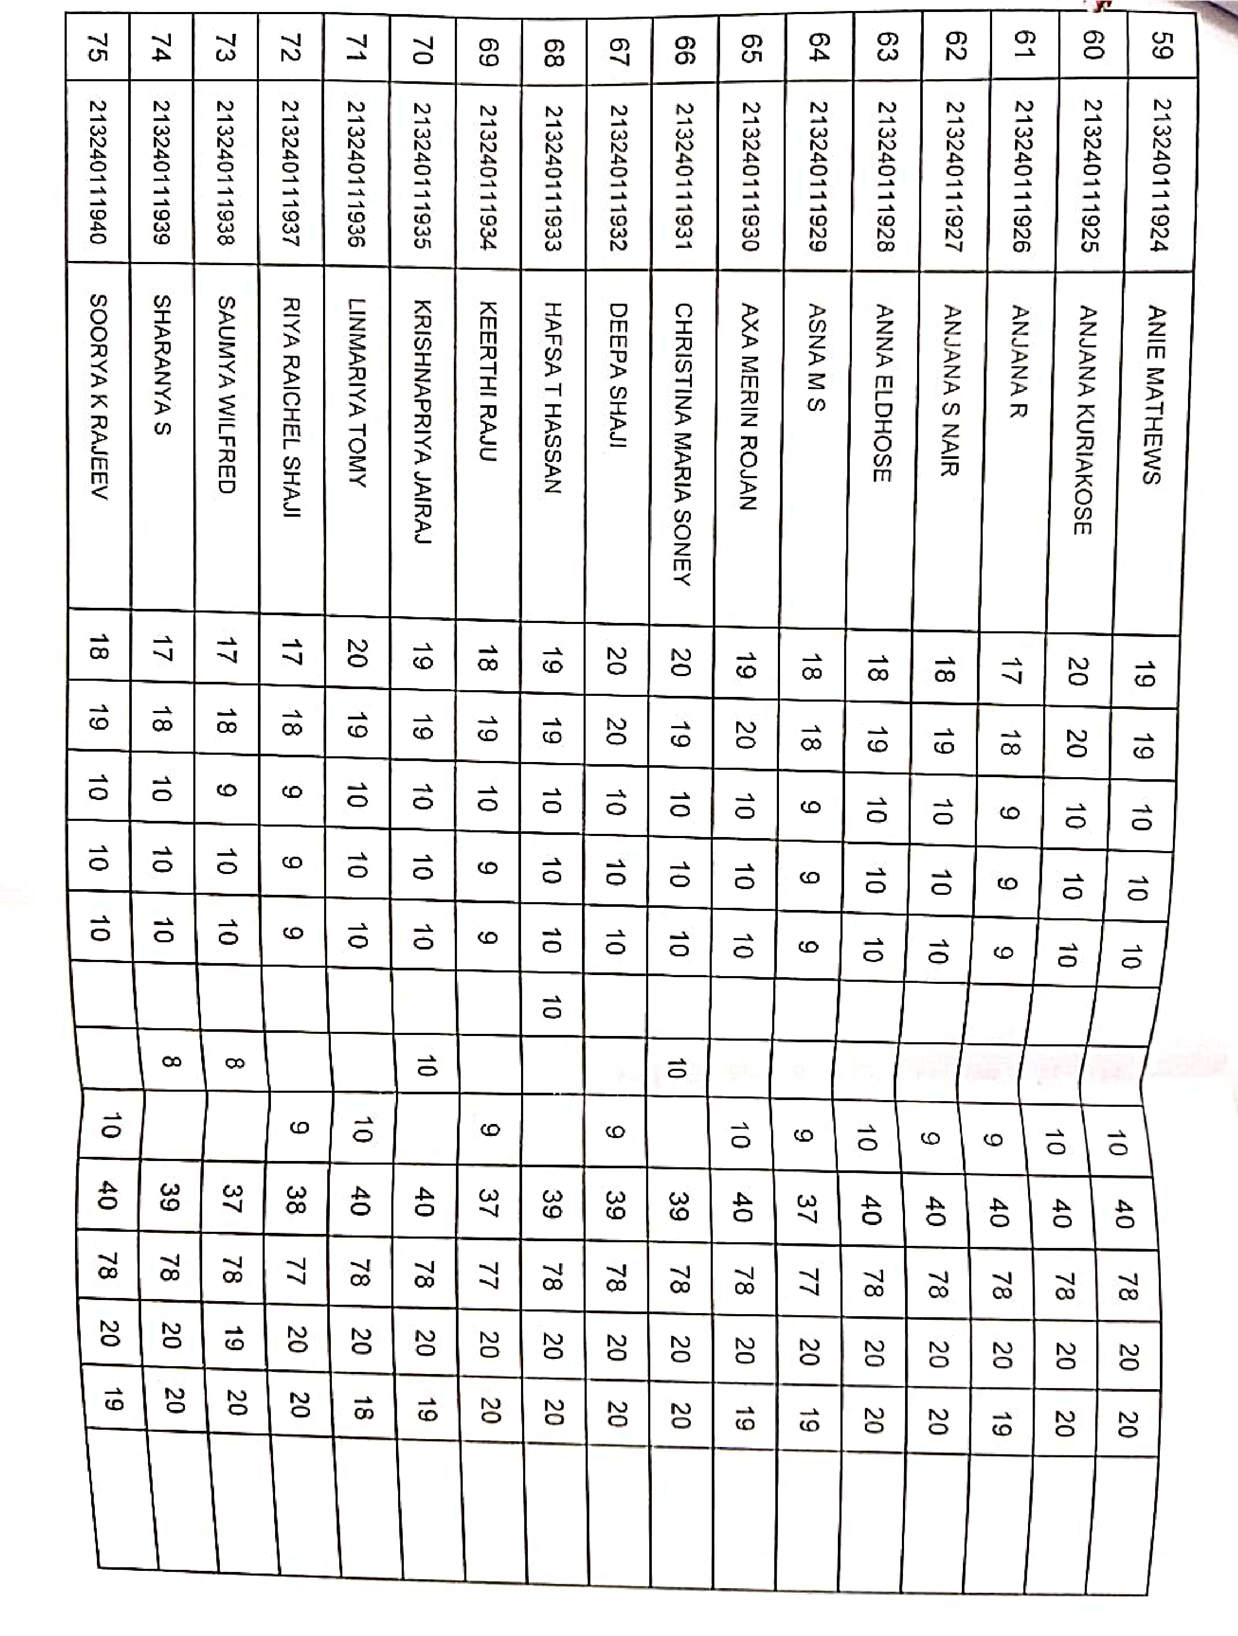 59 213240111924 ANIE MATHEWS 19 19 10 10 10 10 40 78 20 20
60 213240111925 ANJANA KURIAKOSE 20 20 10 10 10 10 40 78 20 20
61 213240111926 ANJANA R 17 18 9 9 9 9 40 78 20 19
62 213240111927 ANJANA S NAIR 18 19 10 10 10 9 40 78 20 20
63 213240111928 ANNA ELDHOSE 18 19 10 10 10 10 40 78 20 20
64 213240111929 ASNA M S 18 18 9 9 9 9 37 77 20 19
65 213240111930 AXA MERIN ROJAN 19 20 10 10 10 10 40 78 20 19
66 213240111931 CHRISTINA MARIA SONEY 20 19 10 10 10 10 39 78 20 20
67 213240111932 DEEPA SHAJI 20 20 10 10 10 9 39 78 20 20
68 213240111933 HAFSA T HASSAN 19 19 10 10 10 10 39 78 20 20
69 213240111934 KEERTHI RAJU 18 19 10 9 9 9 37 77 20 20
70 213240111935 KRISHNAPRIYA JAIRAJ 19 19 10 10 10 10 40 78 20 19
71 213240111936 LINMARIYA TOMY 20 19 10 10 10 10 40 78 20 18
72 213240111937 RIYA RAICHEL SHAJI 17 18 9 9 9 9 38 77 20 20
73 213240111938 SAUMYA WILFRED 17 18 9 10 10 8 37 78 19 20
74 213240111939 SHARANYA S 17 18 10 10 10 8 39 78 20 20
75 213240111940 SOORYA K RAJEEV 18 19 10 10 10 10 40 78 20 19